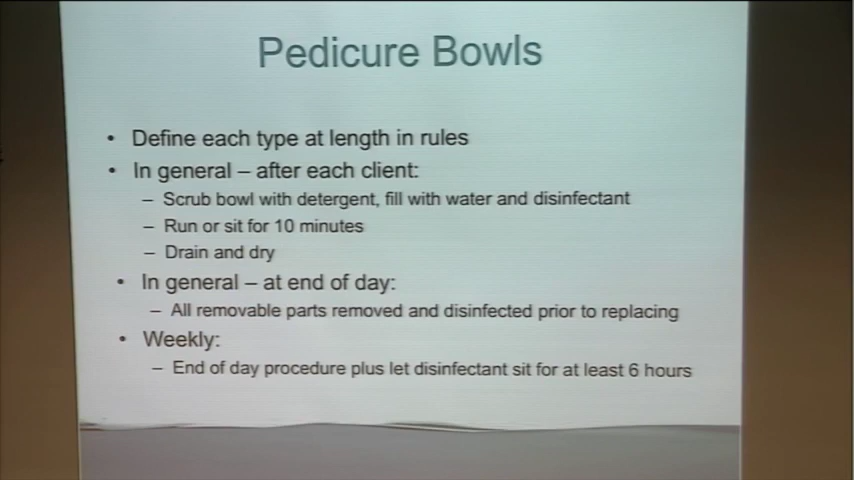 Pedicure Bowls
• Define each type at length in rules
• In general – after each client:
– Scrub bowl with detergent, fill with water and disinfectant
– Run or sit for 10 minutes
– Drain and dry
• In general – at end of day:
– All removable parts removed and disinfected prior to replacing
• Weekly:
– End of day procedure plus let disinfectant sit for at least 6 hours